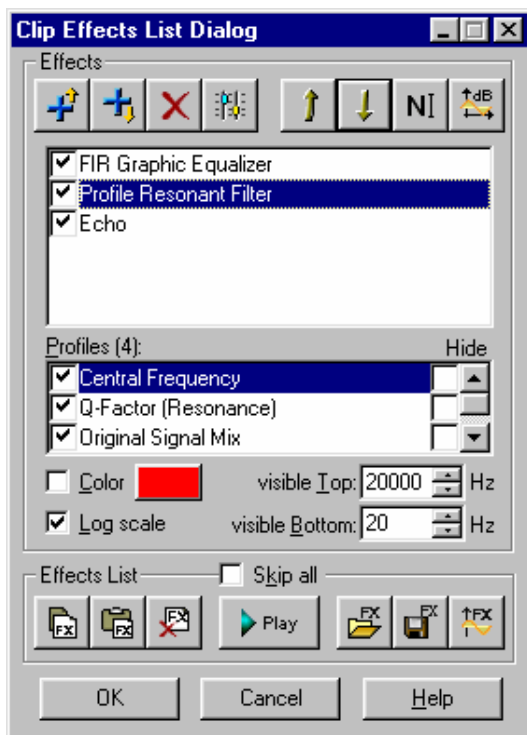 Clip Effects List Dialog
Effects
NI
dB
FIR Graphic Equalizer
Profile Resonant Filter
Echo
Profiles (4):
Hide
Central Frequency
Q-Factor (Resonance)
Original Signal Mix
Color
visible Top: 20000 Hz
Log scale
visible Bottom: 20 Hz
Effects List
Skip all
FX FX FX Play FX FX FX
OK Cancel Help